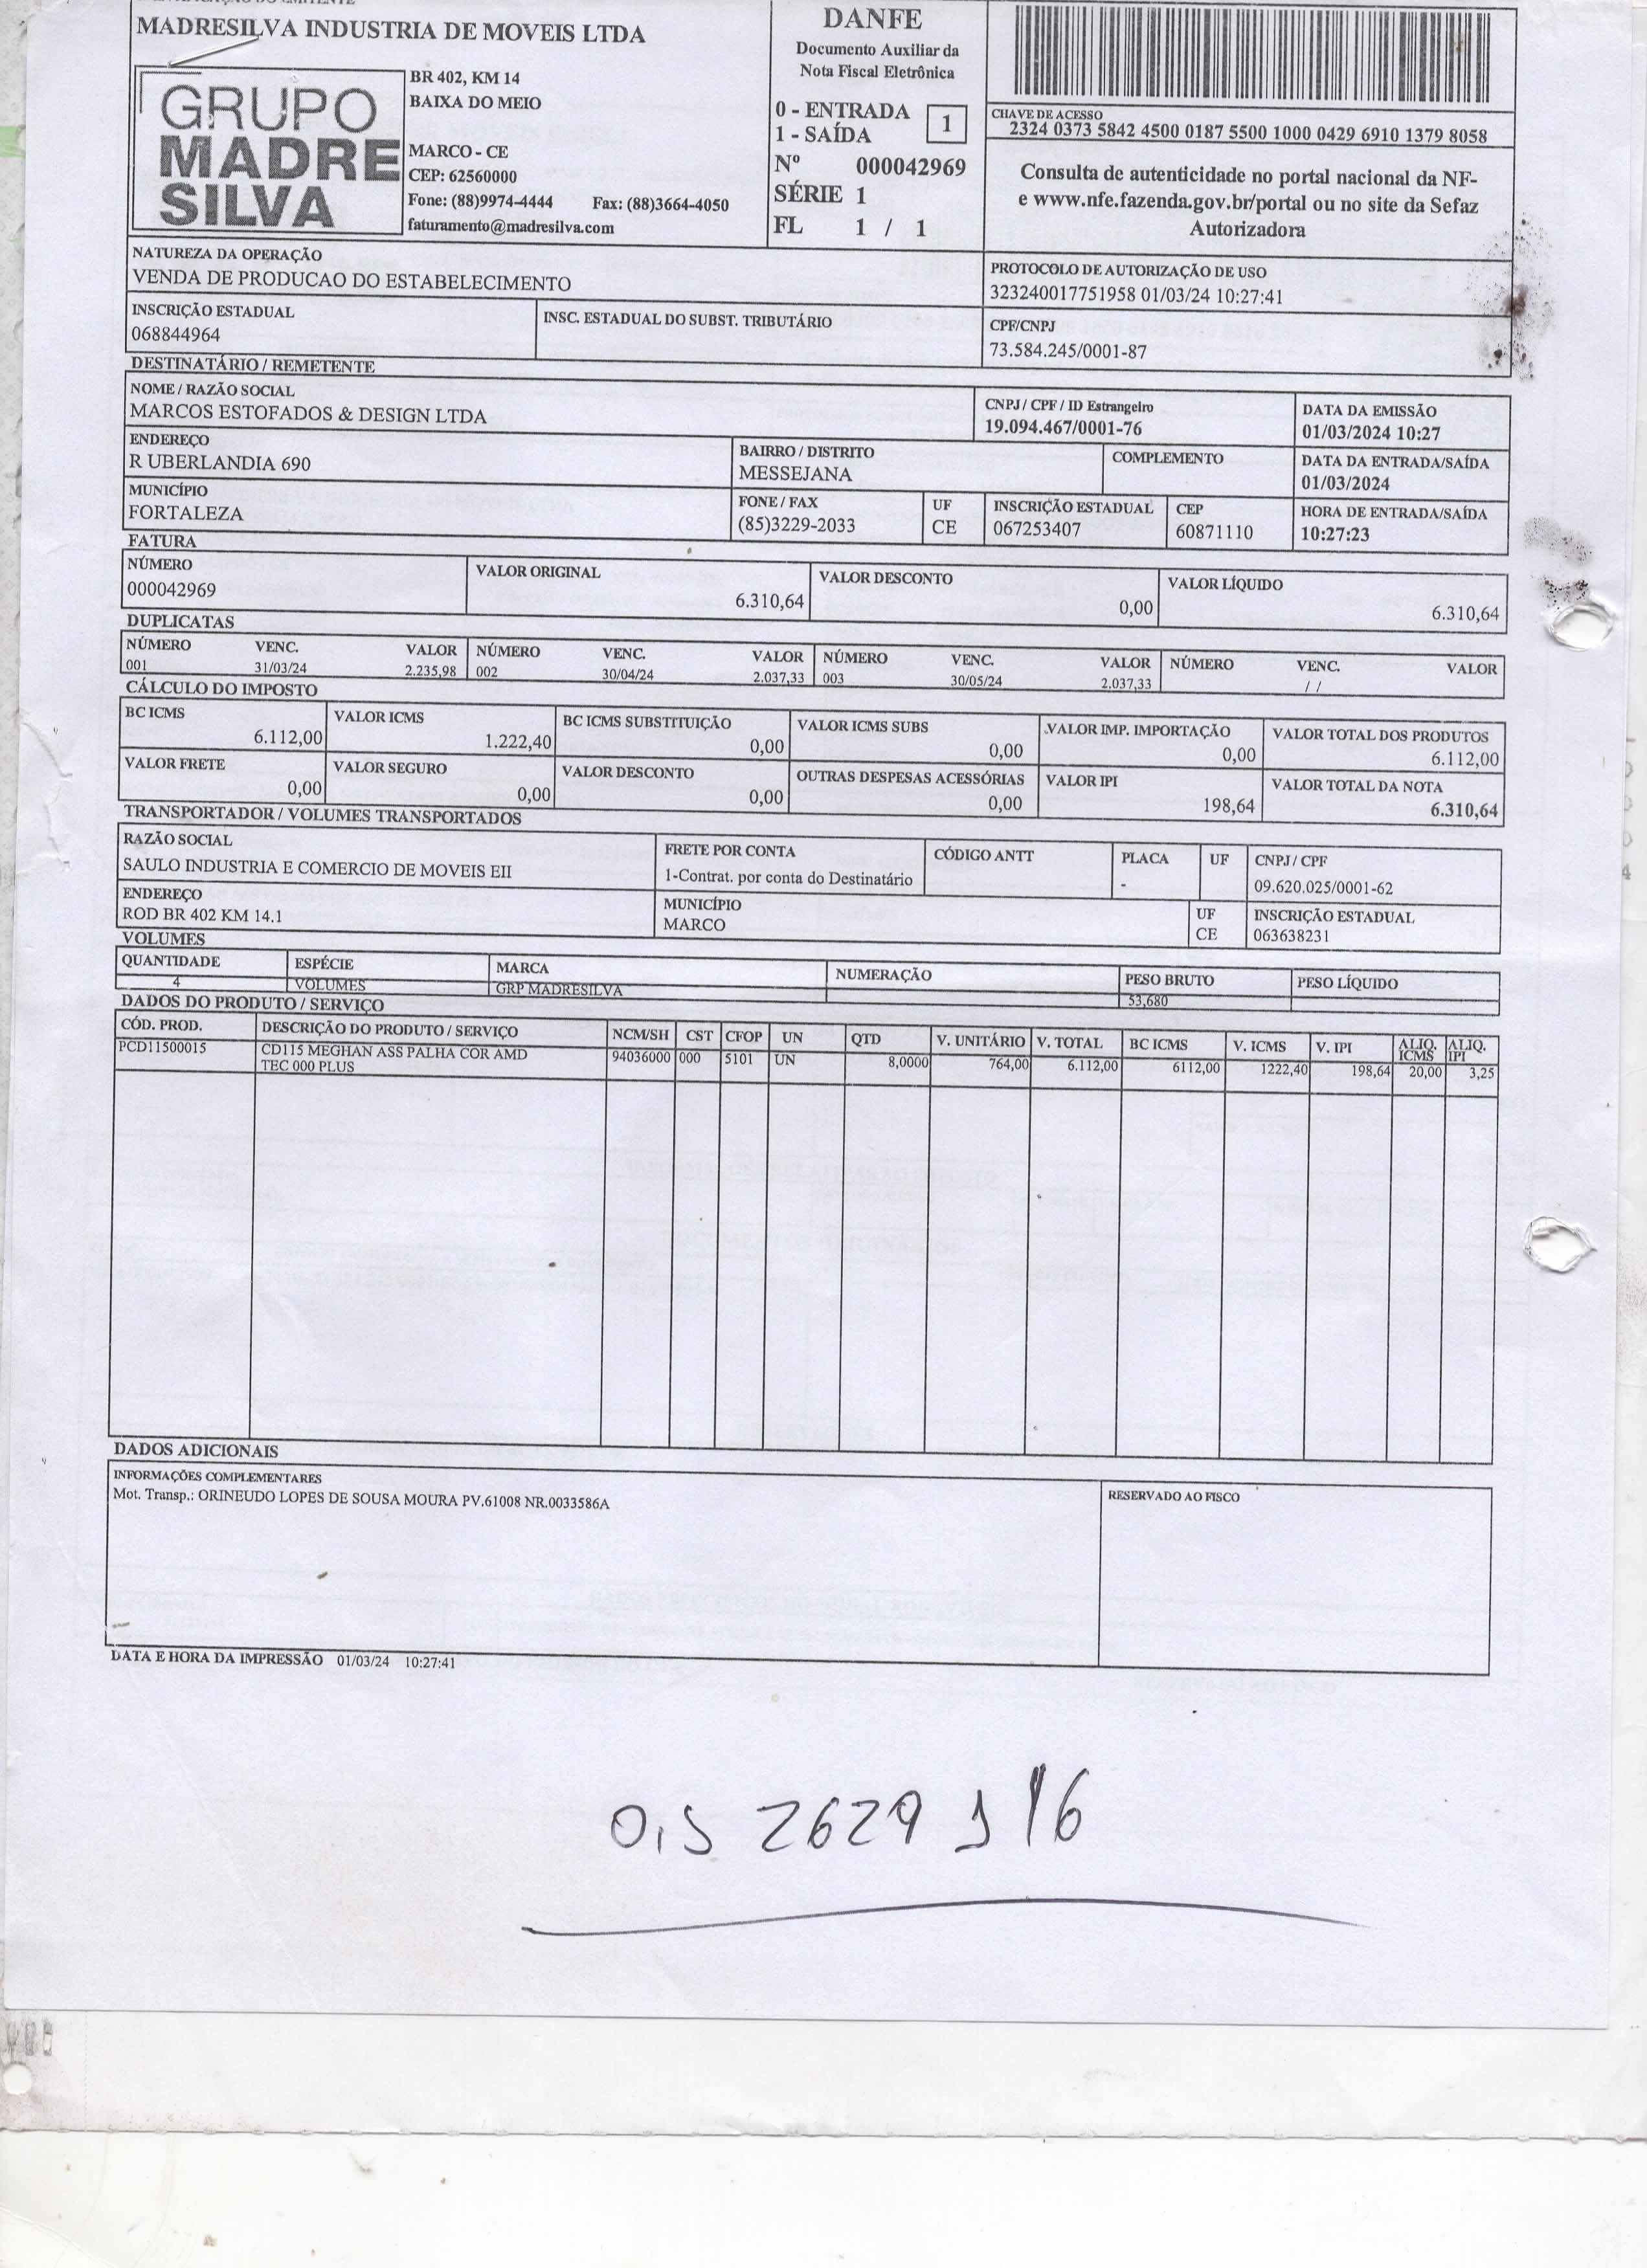 MADRESILVA INDUSTRIA DE MOVEIS LTDA
GRUPO
MADRE
SILVA
BR 402, KM 14
BAIXA DO MEIO
MARCO - CE
CEP: 62560000
Fone: (88)9974-4444 Fax: (88)3664-4050
faturamento@madresilva.com
DANFE
Documento Auxiliar da
Nota Fiscal Eletrônica
0 - ENTRADA
1 - SAÍDA
1
Nº 000042969
SÉRIE 1
FL 1 / 1
CHAVE DE ACESSO
2324 0373 5842 4500 0187 5500 1000 0429 6910 1379 8058
Consulta de autenticidade no portal nacional da NF-
e www.nfe.fazenda.gov.br/portal ou no site da Sefaz
Autorizadora
NATUREZA DA OPERAÇÃO
VENDA DE PRODUCAO DO ESTABELECIMENTO
PROTOCOLO DE AUTORIZAÇÃO DE USO
323240017751958 01/03/24 10:27:41
INSCRIÇÃO ESTADUAL
068844964
INSC. ESTADUAL DO SUBST. TRIBUTÁRIO
CPF/CNPJ
73.584.245/0001-87
DESTINATÁRIO / REMETENTE
NOME / RAZÃO SOCIAL
MARCOS ESTOFADOS & DESIGN LTDA
CNPJ / CPF / ID Estrangeiro
19.094.467/0001-76
DATA DA EMISSÃO
01/03/2024 10:27
ENDEREÇO
R UBERLANDIA 690
BAIRRO / DISTRITO
MESSEJANA
COMPLEMENTO
DATA DA ENTRADA/SAÍDA
01/03/2024
MUNICÍPIO
FORTALEZA
FONE / FAX
(85)3229-2033
UF
CE
INSCRIÇÃO ESTADUAL
067253407
CEP
60871110
HORA DE ENTRADA/SAÍDA
10:27:23
FATURA
NÚMERO
000042969
VALOR ORIGINAL
6.310,64
VALOR DESCONTO
0,00
VALOR LÍQUIDO
6.310,64
DUPLICATAS
NÚMERO VENC. VALOR NÚMERO VENC. VALOR NÚMERO VENC. VALOR NÚMERO VENC. VALOR
001 31/03/24 2.235,98 002 30/04/24 2.037,33 003 30/05/24 2.037,33 / /
CÁLCULO DO IMPOSTO
BC ICMS
6.112,00
VALOR ICMS
1.222,40
BC ICMS SUBSTITUIÇÃO
0,00
VALOR ICMS SUBS
0,00
VALOR IMP. IMPORTAÇÃO
0,00
VALOR TOTAL DOS PRODUTOS
6.112,00
VALOR FRETE
0,00
VALOR SEGURO
0,00
VALOR DESCONTO
0,00
OUTRAS DESPESAS ACESSÓRIAS
0,00
VALOR IPI
198,64
VALOR TOTAL DA NOTA
6.310,64
TRANSPORTADOR / VOLUMES TRANSPORTADOS
RAZÃO SOCIAL
SAULO INDUSTRIA E COMERCIO DE MOVEIS EII
FRETE POR CONTA
1-Contrat. por conta do Destinatário
CÓDIGO ANTT
PLACA
-
UF
CNPJ / CPF
09.620.025/0001-62
ENDEREÇO
ROD BR 402 KM 14.1
MUNICÍPIO
MARCO
UF
CE
INSCRIÇÃO ESTADUAL
063638231
VOLUMES
QUANTIDADE ESPÉCIE MARCA NUMERAÇÃO PESO BRUTO PESO LÍQUIDO
4 VOLUMES GRP MADRESILVA 53,680
DADOS DO PRODUTO / SERVIÇO
CÓD. PROD. DESCRIÇÃO DO PRODUTO / SERVIÇO NCM/SH CST CFOP UN QTD V. UNITÁRIO V. TOTAL BC ICMS V. ICMS V. IPI ALIQ. ICMS ALIQ. IPI
PCD11500015 CD115 MEGHAN ASS PALHA COR AMD 94036000 000 5101 UN 8,0000 764,00 6.112,00 6112,00 1222,40 198,64 20,00 3,25
TEC 000 PLUS
DADOS ADICIONAIS
INFORMAÇÕES COMPLEMENTARES
Mot. Transp.: ORINEUDO LOPES DE SOUSA MOURA PV.61008 NR.0033586A
RESERVADO AO FISCO
DATA E HORA DA IMPRESSÃO 01/03/24 10:27:41